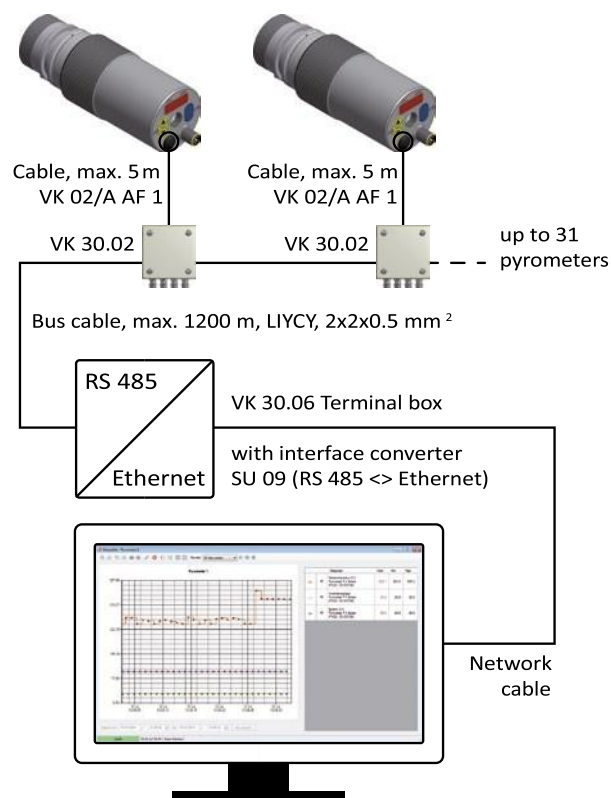 Cable, max. 5 m
VK 02/A AF 1
Cable, max. 5 m
VK 02/A AF 1
VK 30.02
VK 30.02
up to 31
pyrometers
Bus cable, max. 1200 m, LIYCY, 2x2x0.5 mm ²
RS 485
Ethernet
VK 30.06 Terminal box
with interface converter
SU 09 (RS 485 <> Ethernet)
Pyrometer 1
Network
cable